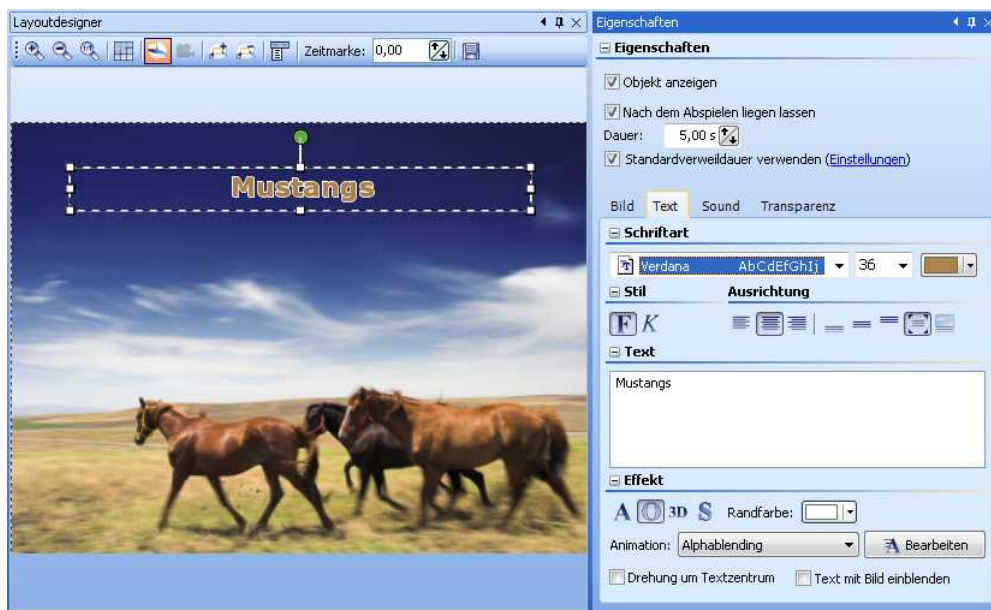 Layoutdesigner
Zeitmarke: 0,00
Mustangs
Eigenschaften
Eigenschaften
Objekt anzeigen
Nach dem Abspielen liegen lassen
Dauer: 5,00 s
Standardverweildauer verwenden (Einstellungen)
Bild Text Sound Transparenz
Schriftart
Verdana AbCdEfGhIj 36
Stil Ausrichtung
F K
Text
Mustangs
Effekt
A O 3D S Randfarbe:
Animation: Alphablending A Bearbeiten
Drehung um Textzentrum Text mit Bild einblenden